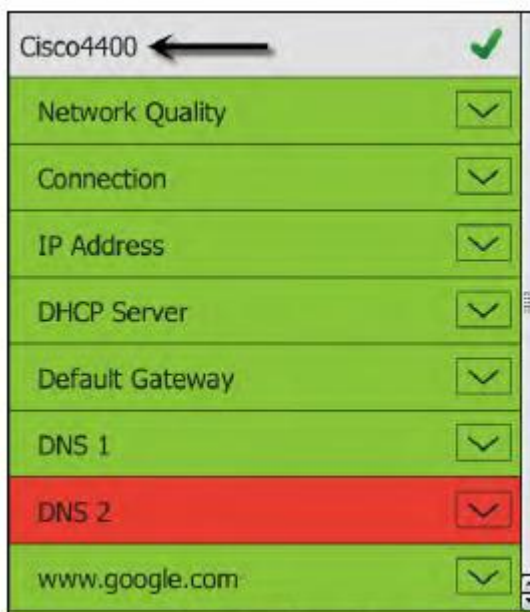 Cisco4400
Network Quality
Connection
IP Address
DHCP Server
Default Gateway
DNS 1
DNS 2
www.google.com